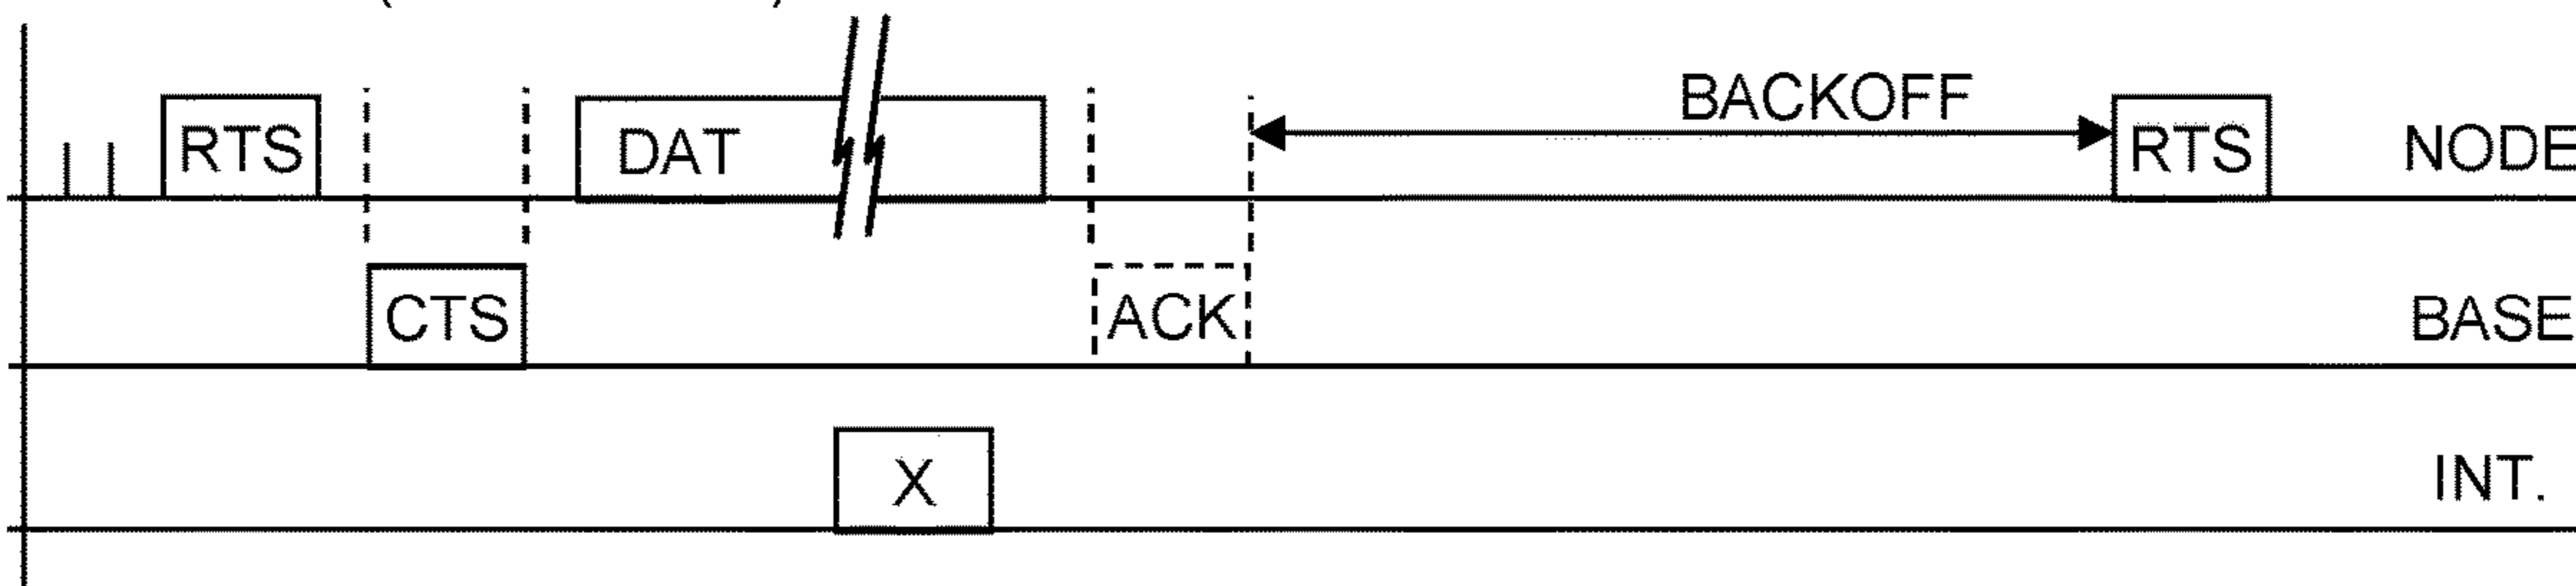 BACKOFF
RTS DAT RTS NODE
CTS ACK BASE
X INT.